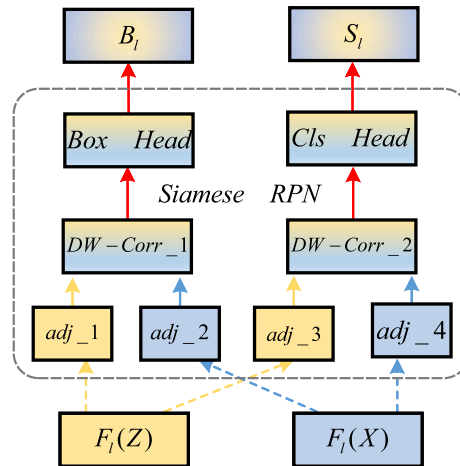 B_l S_l
Box Head Cls Head
Siamese RPN
DW-Corr_1 DW-Corr_2
adj_1 adj_2 adj_3 adj_4
F_l(Z) F_l(X)